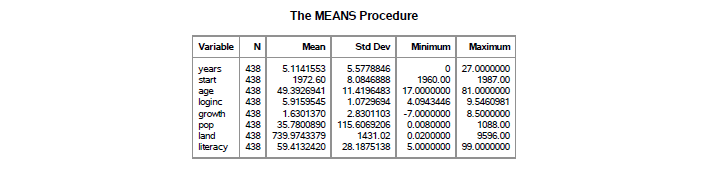 The MEANS Procedure
Variable N Mean Std Dev Minimum Maximum
years 438 5.1141553 5.5778846 0 27.0000000
start 438 1972.60 8.0846888 1960.00 1987.00
age 438 49.3926941 11.4196483 17.0000000 81.0000000
loginc 438 5.9159545 1.0729694 4.0943446 9.5460981
growth 438 1.6301370 2.8301103 -7.0000000 8.5000000
pop 438 35.7800890 115.6069206 0.0080000 1088.00
land 438 739.9743379 1431.02 0.0200000 9596.00
literacy 438 59.4132420 28.1875138 5.0000000 99.0000000